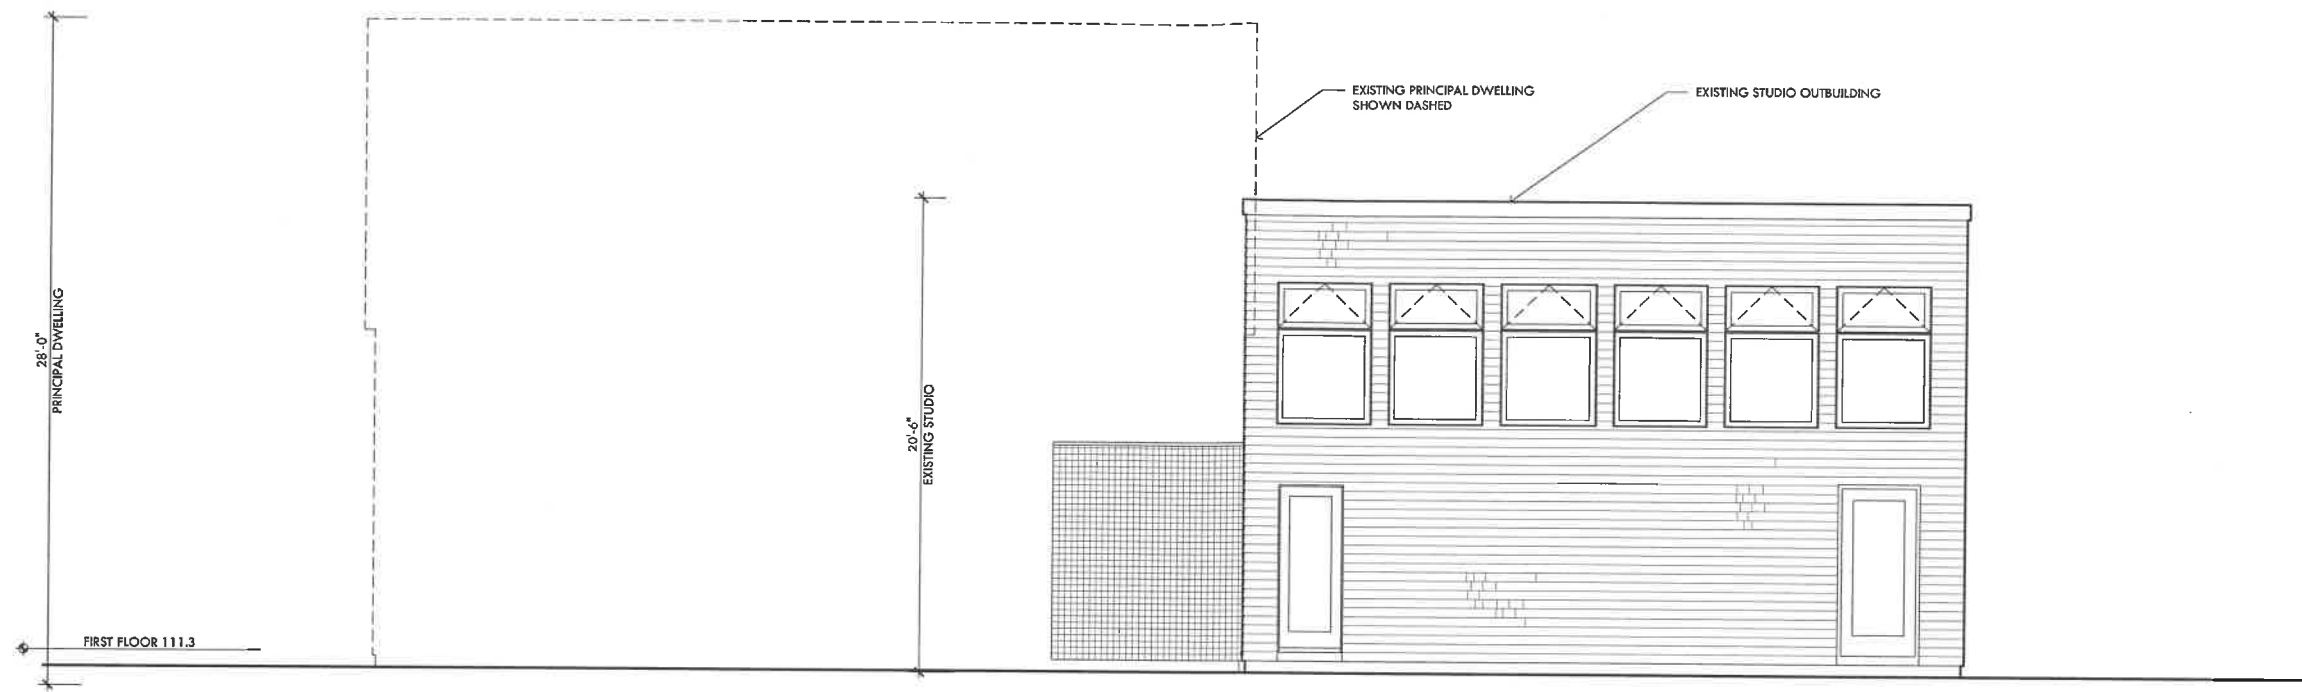 EXISTING PRINCIPAL DWELLING
SHOWN DASHED
EXISTING STUDIO OUTBUILDING
28'-0"
PRINCIPAL DWELLING
20'-6"
EXISTING STUDIO
FIRST FLOOR 111.3